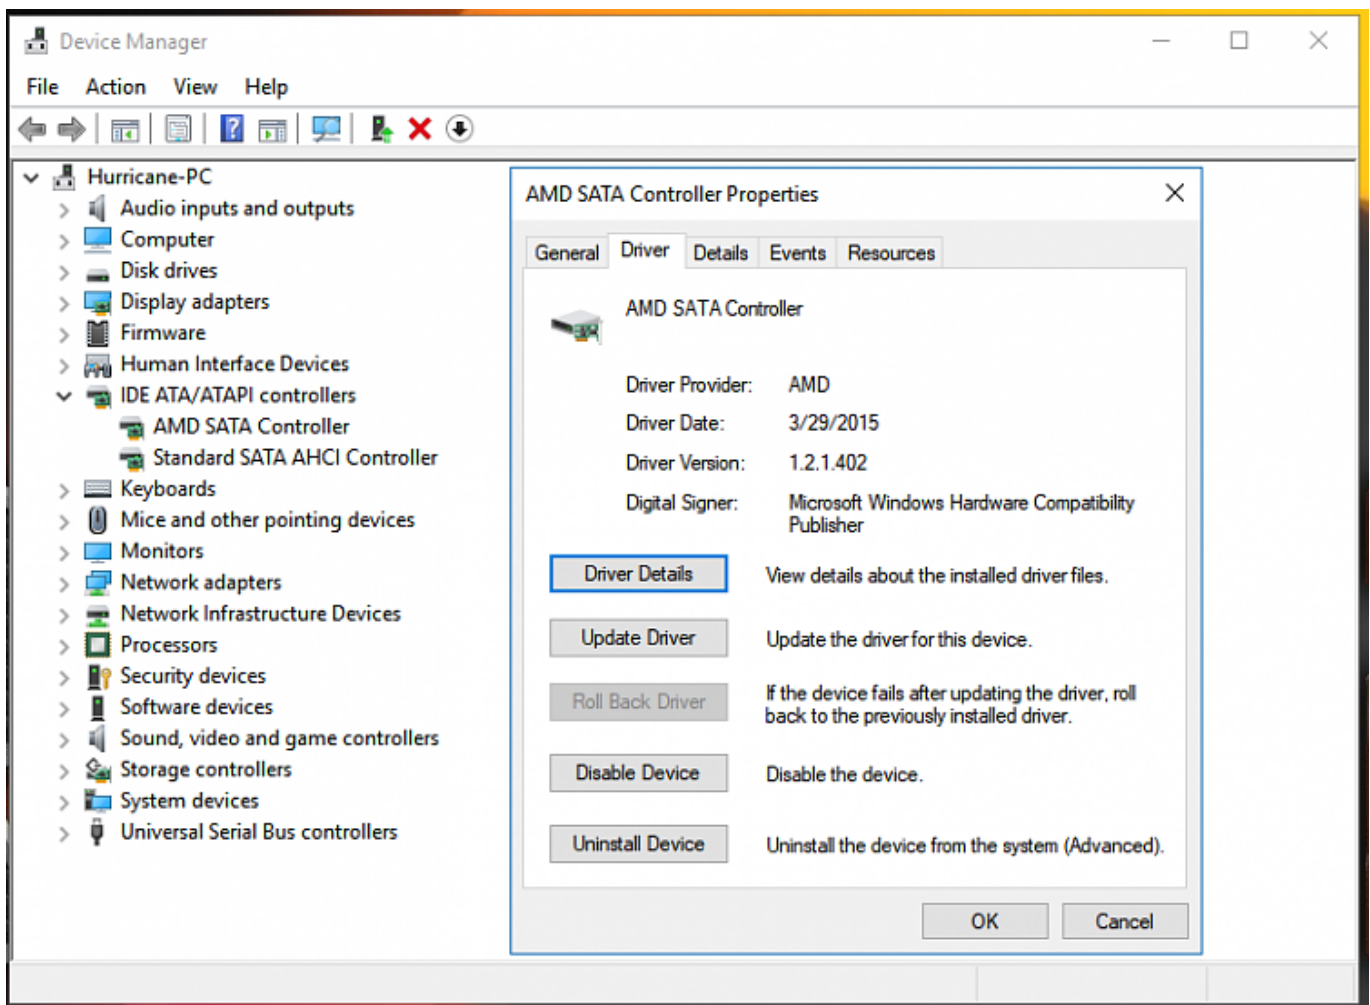 Device Manager
File Action View Help
Hurricane-PC
Audio inputs and outputs
Computer
Disk drives
Display adapters
Firmware
Human Interface Devices
IDE ATA/ATAPI controllers
AMD SATA Controller
Standard SATA AHCI Controller
Keyboards
Mice and other pointing devices
Monitors
Network adapters
Network Infrastructure Devices
Processors
Security devices
Software devices
Sound, video and game controllers
Storage controllers
System devices
Universal Serial Bus controllers
AMD SATA Controller Properties
General Driver Details Events Resources
AMD SATA Controller
Driver Provider: AMD
Driver Date: 3/29/2015
Driver Version: 1.2.1.402
Digital Signer: Microsoft Windows Hardware Compatibility
Publisher
Driver Details View details about the installed driver files.
Update Driver Update the driver for this device.
Roll Back Driver If the device fails after updating the driver, roll
back to the previously installed driver.
Disable Device Disable the device.
Uninstall Device Uninstall the device from the system (Advanced).
OK Cancel